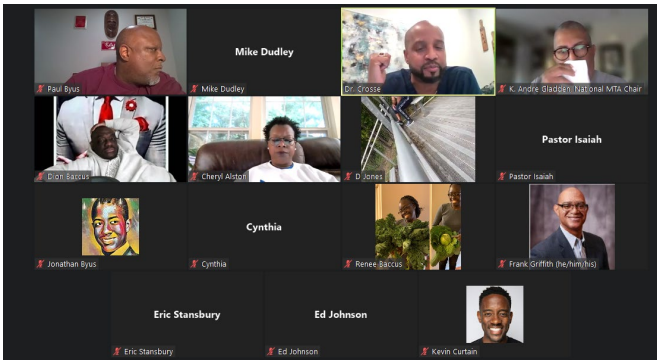 Mike Dudley
Paul Byus
Mike Dudley
Dr. Crosse
K. Andre Gladden, National MTA Chair
Pastor Isaiah
Dion Baccus
Cheryl Alston
D Jones
Pastor Isaiah
Cynthia
Jonathan Byus
Cynthia
Renee Baccus
Frank Griffith (he/him/his)
Eric Stansbury
Ed Johnson
Eric Stansbury
Ed Johnson
Kevin Curtain